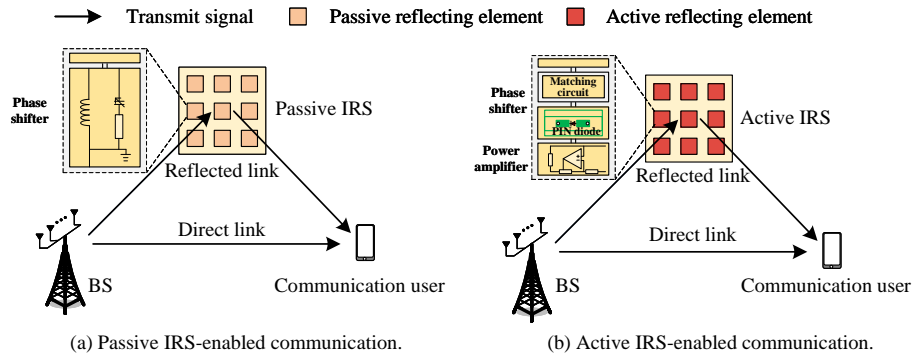 Transmit signal
Passive reflecting element
Active reflecting element
Phase
shifter
Passive IRS
Reflected link
Direct link
BS
Communication user
(a) Passive IRS-enabled communication.
Matching
circuit
Phase
shifter
PIN diode
Power
amplifier
Active IRS
Reflected link
Direct link
BS
Communication user
(b) Active IRS-enabled communication.